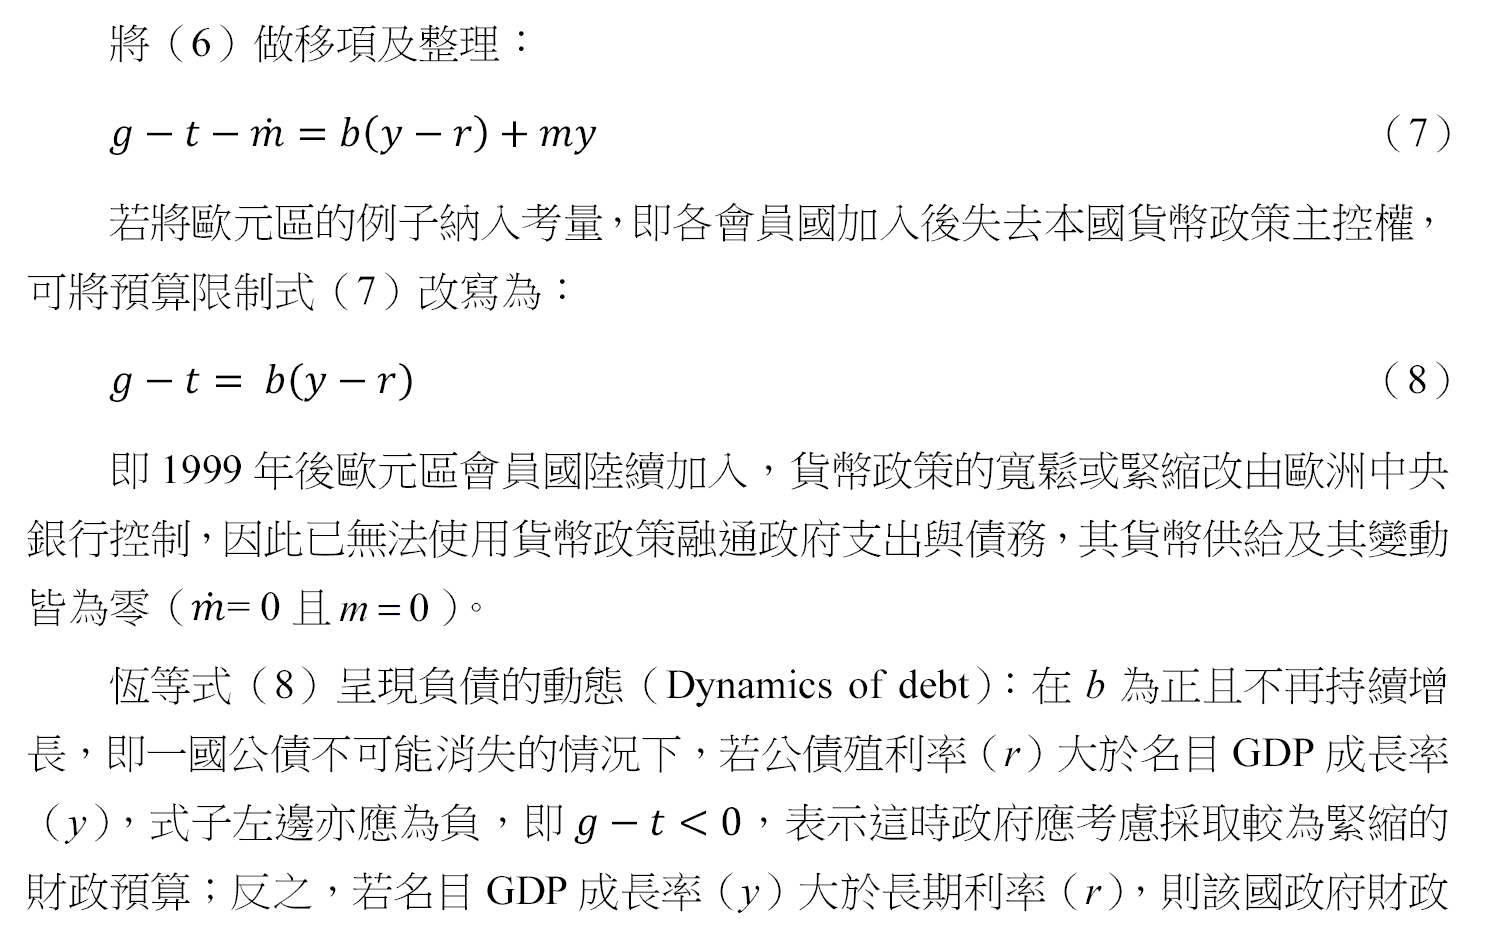 將（6）做移項及整理：
g − t − ṁ = b(y − r) + my （7）
若將歐元區的例子納入考量，即各會員國加入後失去本國貨幣政策主控權，
可將預算限制式（7）改寫為：
g − t = b(y − r) （8）
即 1999 年後歐元區會員國陸續加入，貨幣政策的寬鬆或緊縮改由歐洲中央
銀行控制，因此已無法使用貨幣政策融通政府支出與債務，其貨幣供給及其變動
皆為零（ṁ= 0 且 m = 0）。
恆等式（8）呈現負債的動態（Dynamics of debt）：在 b 為正且不再持續增
長，即一國公債不可能消失的情況下，若公債殖利率（r）大於名目 GDP 成長率
（y），式子左邊亦應為負，即 g − t < 0，表示這時政府應考慮採取較為緊縮的
財政預算；反之，若名目 GDP 成長率（y）大於長期利率（r），則該國政府財政